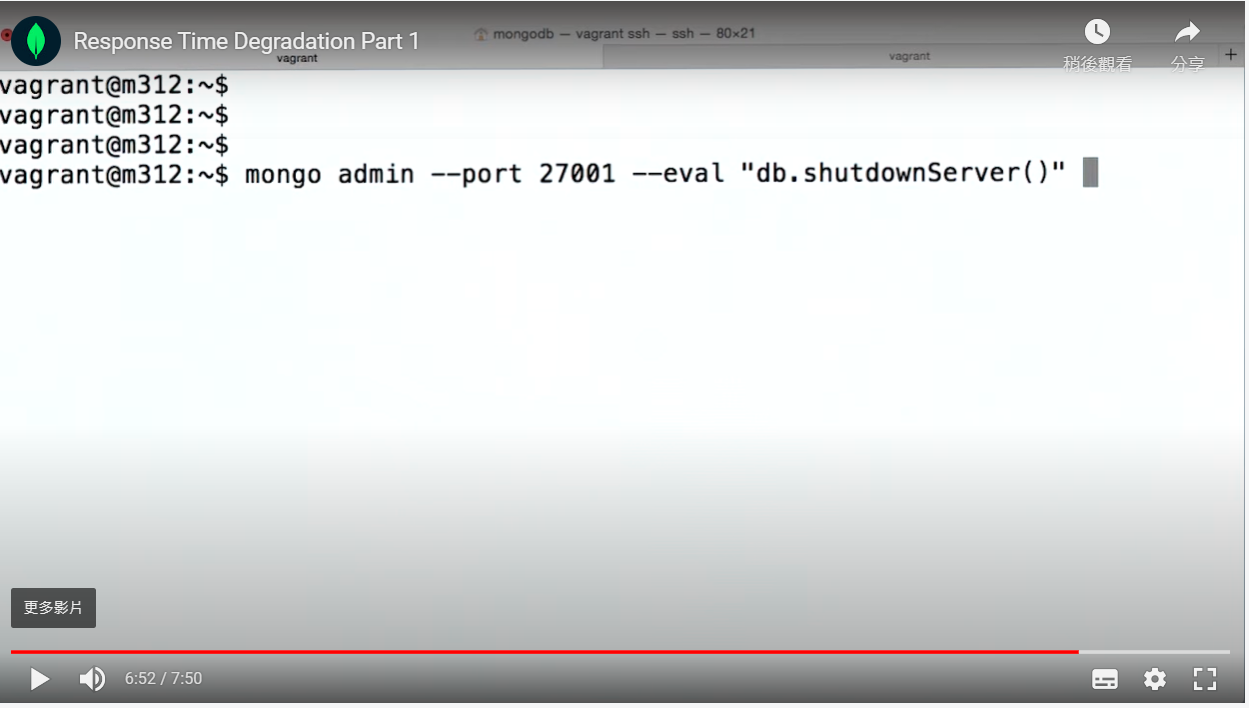 Response Time Degradation Part 1
mongodb — vagrant ssh — ssh — 80×21
稍後觀看
分享
vagrant
vagrant
+
vagrant@m312:~$
vagrant@m312:~$
vagrant@m312:~$
vagrant@m312:~$ mongo admin --port 27001 --eval "db.shutdownServer()"
更多影片
6:52 / 7:50